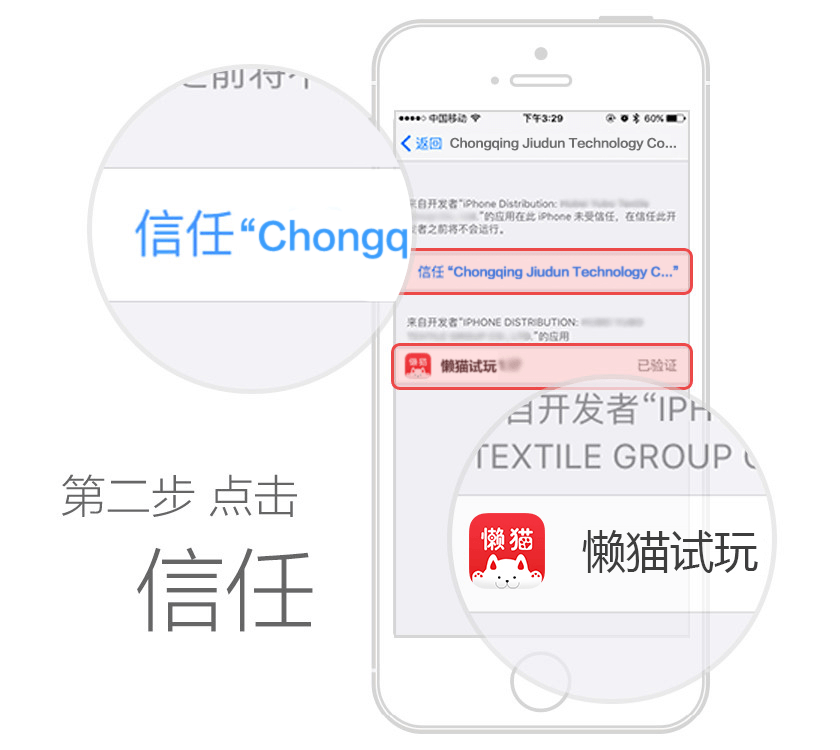 中国移动 下午3:29 60%
返回 Chongqing Jiudun Technology Co...
来自开发者“iPhone Distribution:
”的应用在此 iPhone 未受信任，在信任此开
发者之前将不会运行。
信任 “Chongqing Jiudun Technology C...”
来自开发者“IPHONE DISTRIBUTION:
”的应用
懒猫
懒猫试玩
已验证
之前将不
信任 “Chongq
自开发者“IPH
TEXTILE GROUP
懒猫
懒猫试玩
第二步 点击
信任